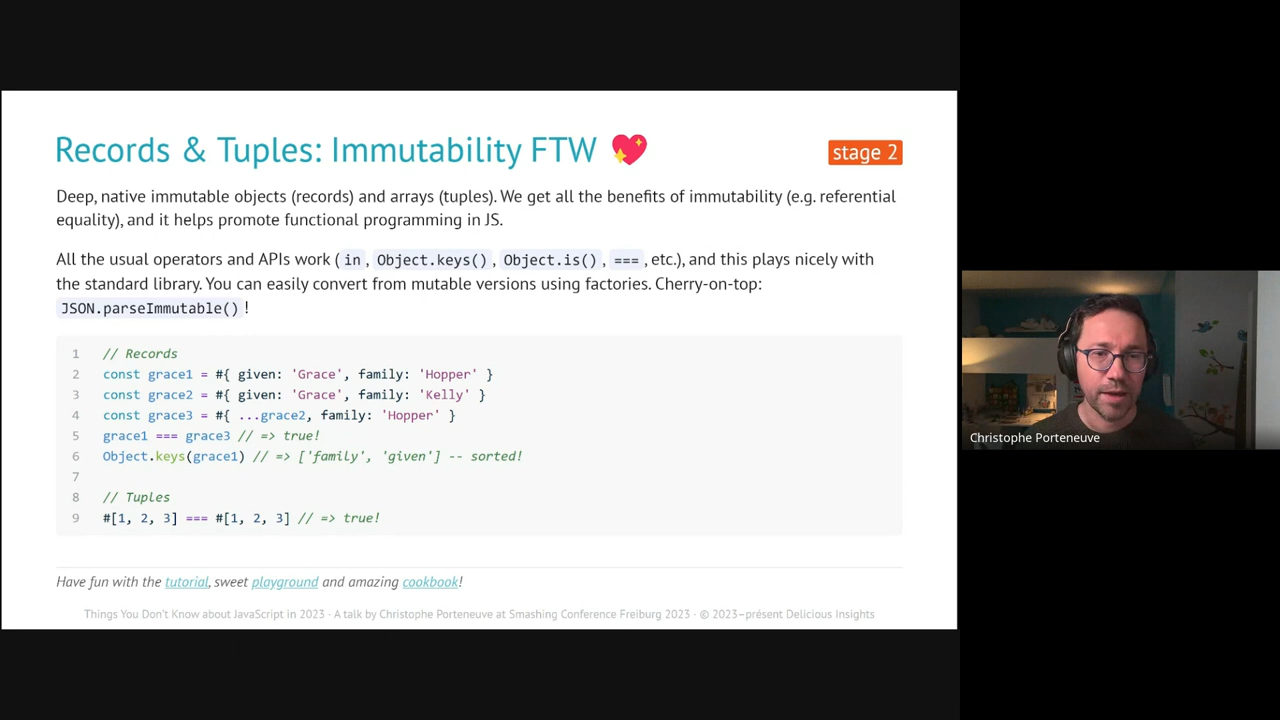 Records & Tuples: Immutability FTW 💖
stage 2
Deep, native immutable objects (records) and arrays (tuples). We get all the benefits of immutability (e.g. referential
equality), and it helps promote functional programming in JS.
All the usual operators and APIs work ( in , Object.keys() , Object.is() , === , etc.), and this plays nicely with
the standard library. You can easily convert from mutable versions using factories. Cherry-on-top:
JSON.parseImmutable() !
1 // Records
2 const grace1 = #{ given: 'Grace', family: 'Hopper' }
3 const grace2 = #{ given: 'Grace', family: 'Kelly' }
4 const grace3 = #{ ...grace2, family: 'Hopper' }
5 grace1 === grace3 // => true!
6 Object.keys(grace1) // => ['family', 'given'] -- sorted!
7
8 // Tuples
9 #[1, 2, 3] === #[1, 2, 3] // => true!
Have fun with the tutorial, sweet playground and amazing cookbook!
Things You Don't Know about JavaScript in 2023 · A talk by Christophe Porteneuve at Smashing Conference Freiburg 2023 · © 2023–présent Delicious Insights
Christophe Porteneuve